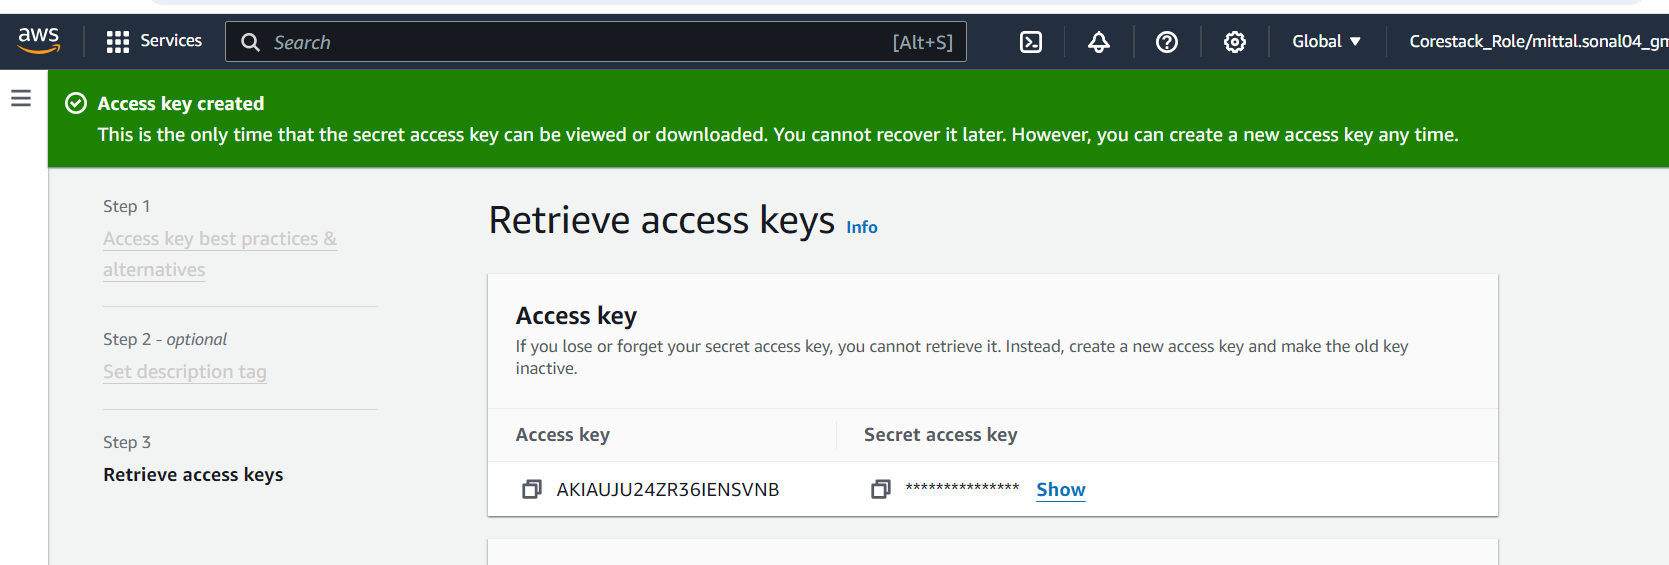 aws
Services
Search
[Alt+S]
Global
Corestack_Role/mittal.sonal04_gm
Access key created
This is the only time that the secret access key can be viewed or downloaded. You cannot recover it later. However, you can create a new access key any time.
Step 1
Access key best practices &
alternatives
Step 2 - optional
Set description tag
Step 3
Retrieve access keys
Retrieve access keys Info
Access key
If you lose or forget your secret access key, you cannot retrieve it. Instead, create a new access key and make the old key
inactive.
Access key
Secret access key
AKIAUJU24ZR36IENSVNB
*************** Show